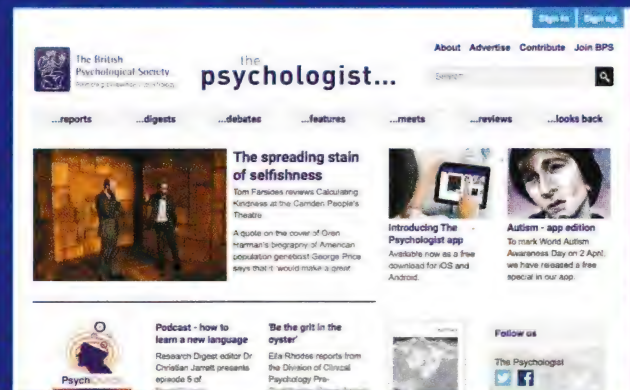 Sign in Sign up
The British
Psychological Society
About Advertise Contribute Join BPS
the
psychologist...
Search
...reports ...digests ...debates ...features ...meets ...reviews ...looks back
The spreading stain
of selfishness
Tom Farsides reviews Calculating
Kindness at the Camden People's
Theatre.
A quote on the cover of Oren
Harman's biography of American
population geneticist George Price
says that it 'would make a great
Introducing The
Psychologist app
Available now as a free
download for iOS and
Android.
Autism - app edition
To mark World Autism
Awareness Day on 2 April,
we have released a free
special in our app.
Psych
Podcast - how to
learn a new language
Research Digest editor Dr
Christian Jarrett presents
episode 5 of
'Be the grit in the
oyster'
Ella Rhodes reports from
the Division of Clinical
Psychology Pre-
Follow us
The Psychologist